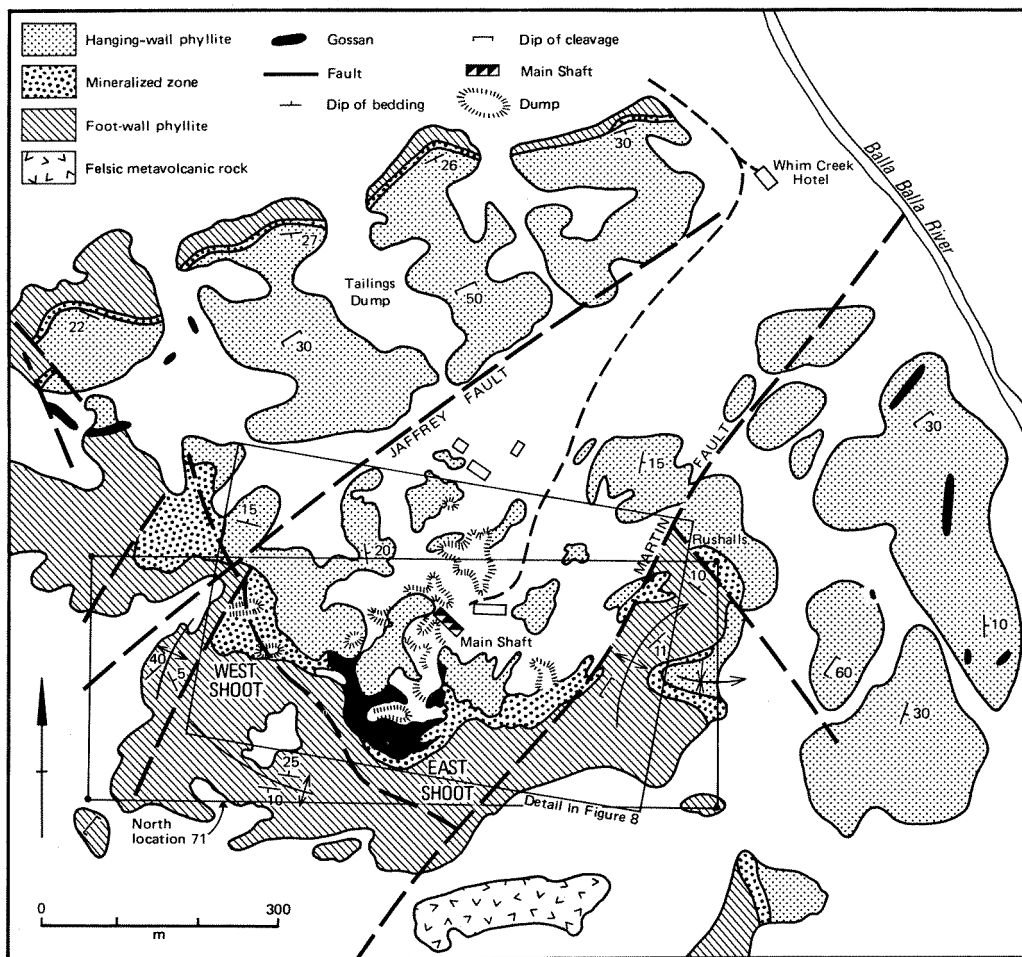 Hanging-wall phyllite
Mineralized zone
Foot-wall phyllite
Felsic metavolcanic rock
Gossan
Fault
Dip of bedding
Dip of cleavage
Main Shaft
Dump
Whim Creek
Hotel
Balla Balla River
26
30
27
Tailings
Dump
50
22
30
JAFFREY FAULT
30
15
MARTIN FAULT
15
Rushalls
20
10
10
Main Shaft
11
40
5
WEST
SHOOT
60
30
25
10
EAST
SHOOT
Detail in Figure 8
North
location 71
0 300
m